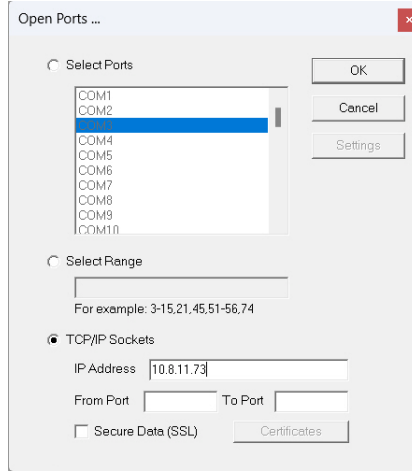 Open Ports ...
Select Ports
OK
COM1
COM2
Cancel
COM3
COM4
Settings
COM5
COM6
COM7
COM8
COM9
COM10
Select Range
For example: 3-15,21,45,51-56,74
TCP/IP Sockets
IP Address 10.8.11.73
From Port To Port
Secure Data (SSL) Certificates